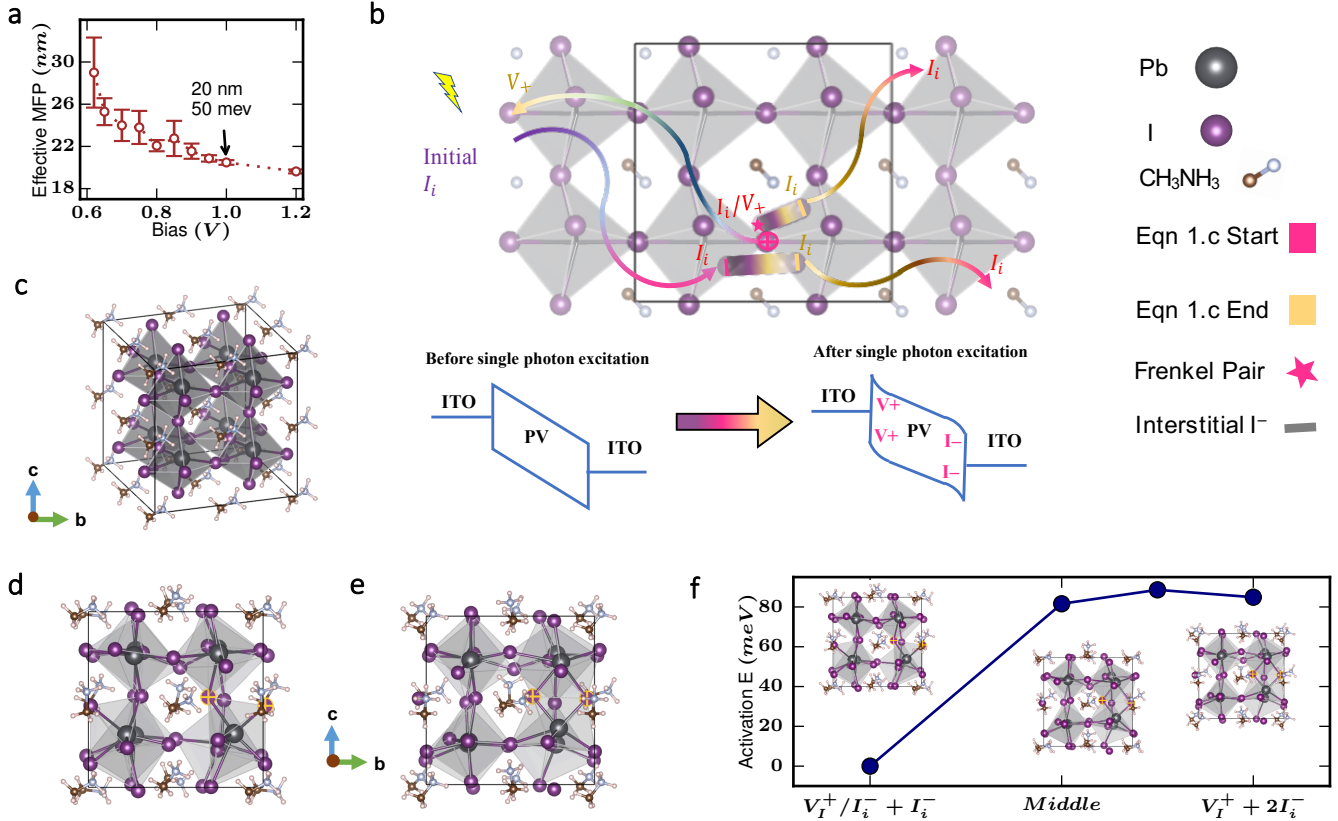 a
Effective MFP (nm)
30
26
22
18
0.6 0.8 1.0 1.2
Bias (V)
20 nm
50 mev
b
V+
Initial
Ii
Ii/V+
Ii
Ii
Ii
Ii
Ii
Pb
I
CH3NH3
Eqn 1.c Start
Eqn 1.c End
Frenkel Pair
Interstitial I−
Before single photon excitation
ITO
PV
ITO
After single photon excitation
ITO
V+
V+
PV
I−
I−
ITO
c
c
b
d
e
c
b
f
Activation E (meV)
80
60
40
20
0
V_I^+/I_i^- + I_i^- Middle V_I^+ + 2I_i^-